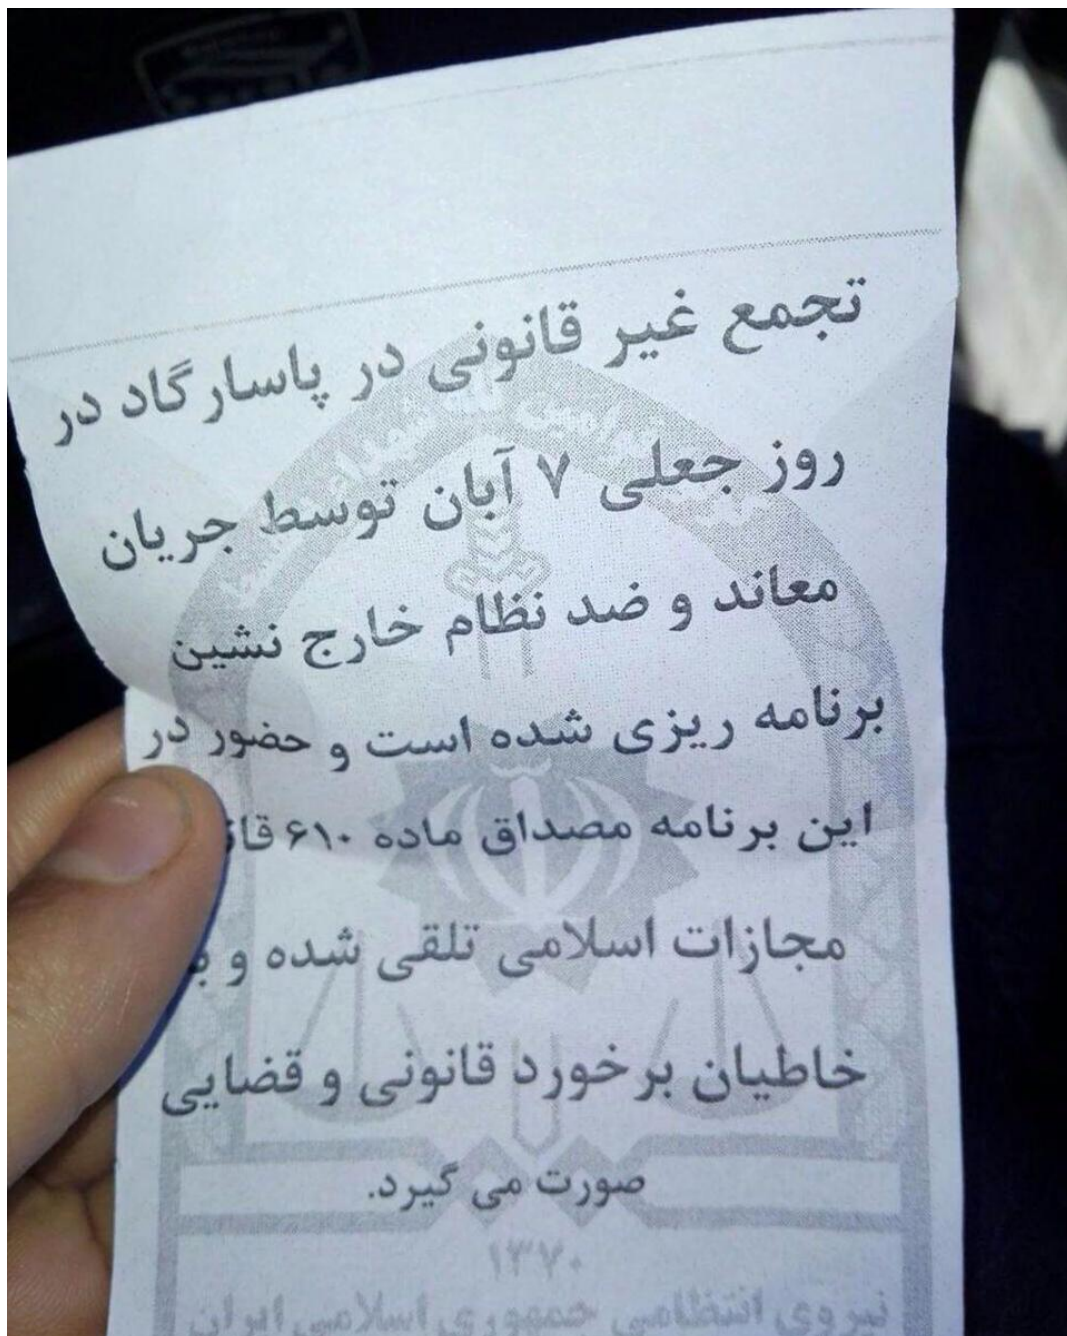 تجمع غیر قانونی در پاسارگاد در
روز جعلی ۷ آبان توسط جریان
معاند و ضد نظام خارج نشین
برنامه ریزی شده است و حضور در
این برنامه مصداق ماده ۶۱۰
مجازات اسلامی تلقی شده و
خاطیان برخورد قانونی و قضایی
صورت می گیرد.
۱۳۷۰
نیروی انتظامی جمهوری اسلامی ایران